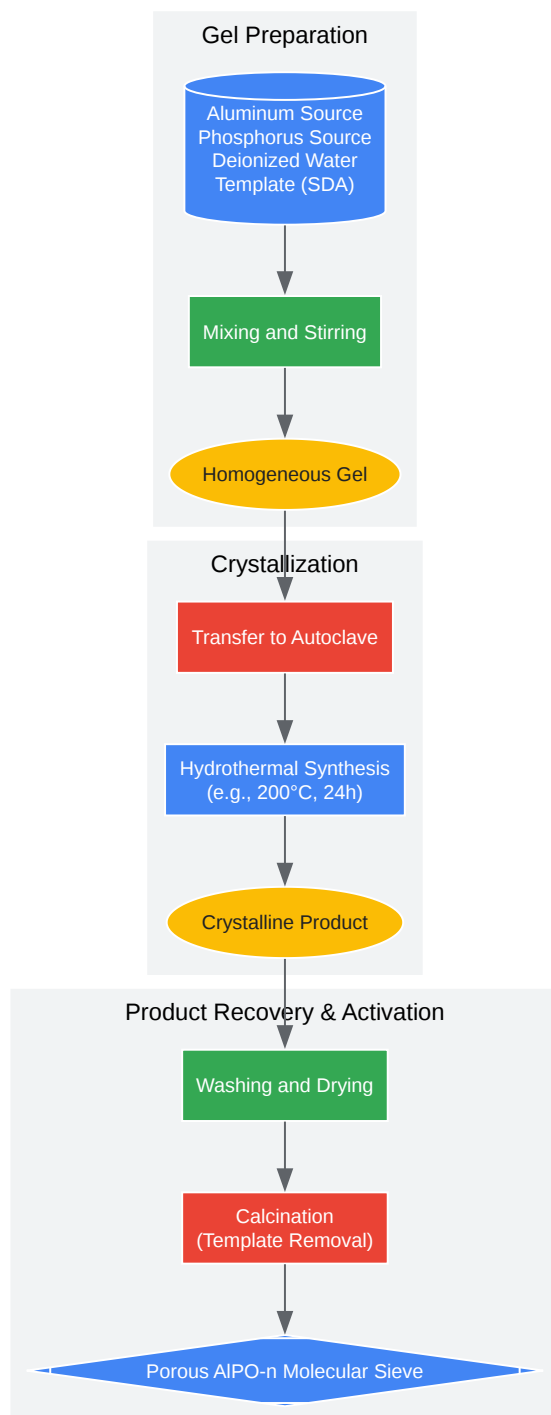 Gel Preparation
Aluminum Source
Phosphorus Source
Deionized Water
Template (SDA)
Mixing and Stirring
Homogeneous Gel
Crystallization
Transfer to Autoclave
Hydrothermal Synthesis
(e.g., 200°C, 24h)
Crystalline Product
Product Recovery & Activation
Washing and Drying
Calcination
(Template Removal)
Porous AlPO-n Molecular Sieve